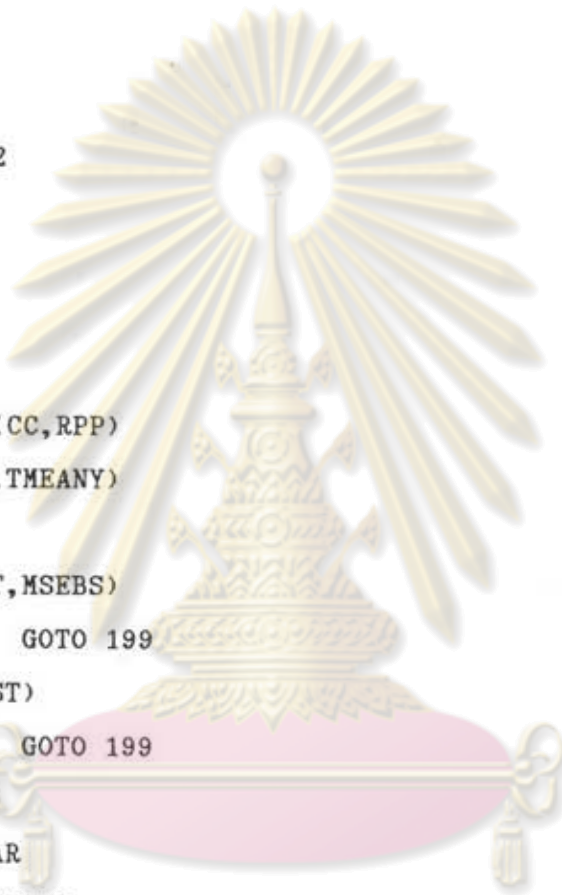 2
CC,RPP)
TMEANY)
,MSEBS)
GOTO 199
ST)
GOTO 199
AR